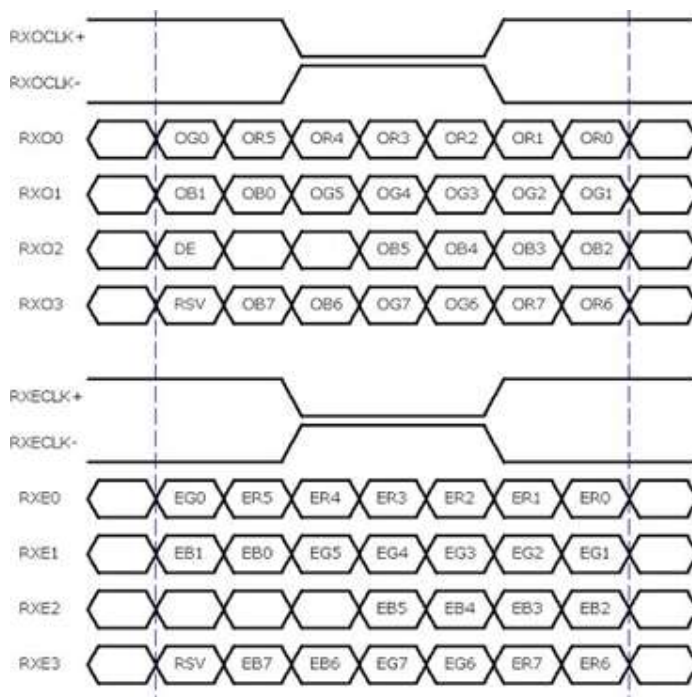 RXOCLK+
RXOCLK-
RXO0 OG0 OR5 OR4 OR3 OR2 OR1 OR0
RXO1 OB1 OB0 OG5 OG4 OG3 OG2 OG1
RXO2 DE OB5 OB4 OB3 OB2
RXO3 RSV OB7 OB6 OG7 OG6 OR7 OR6
RXECLK+
RXECLK-
RXE0 EG0 ER5 ER4 ER3 ER2 ER1 ER0
RXE1 EB1 EB0 EG5 EG4 EG3 EG2 EG1
RXE2 EB5 EB4 EB3 EB2
RXE3 RSV EB7 EB6 EG7 EG6 ER7 ER6